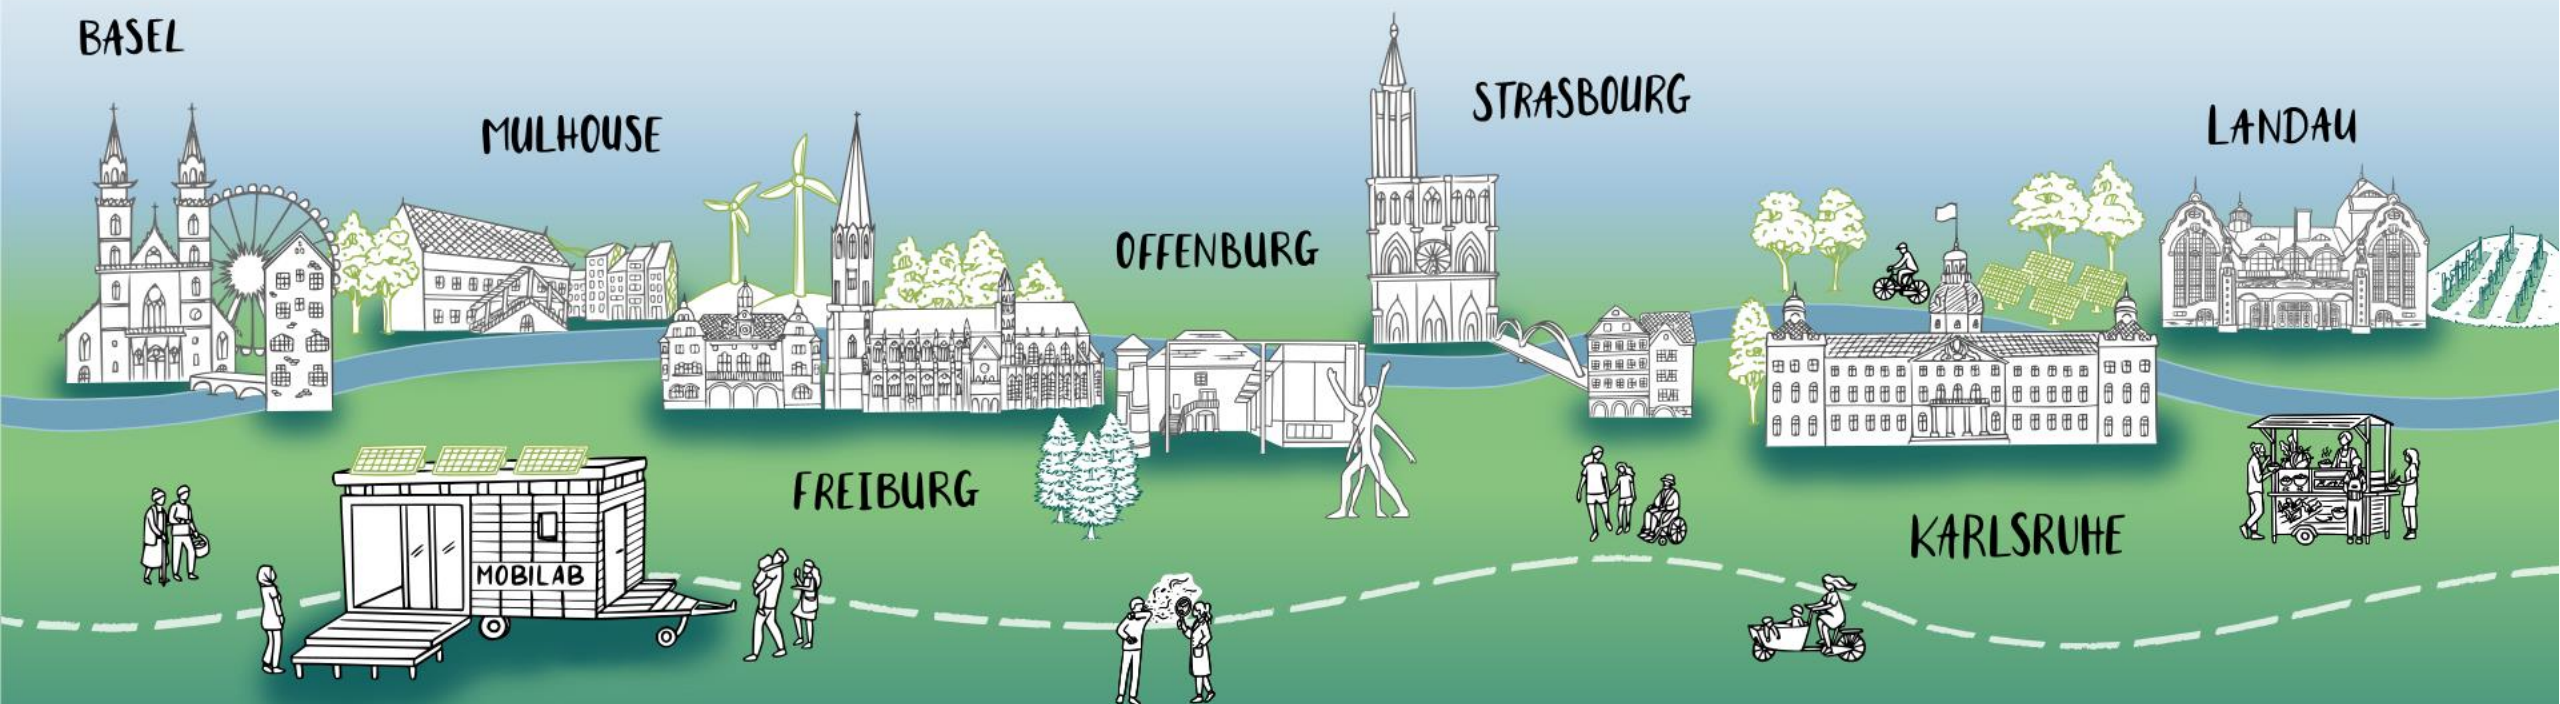 BASEL
MULHOUSE
STRASBOURG
LANDAU
OFFENBURG
FREIBURG
KARLSRUHE
MOBILAB